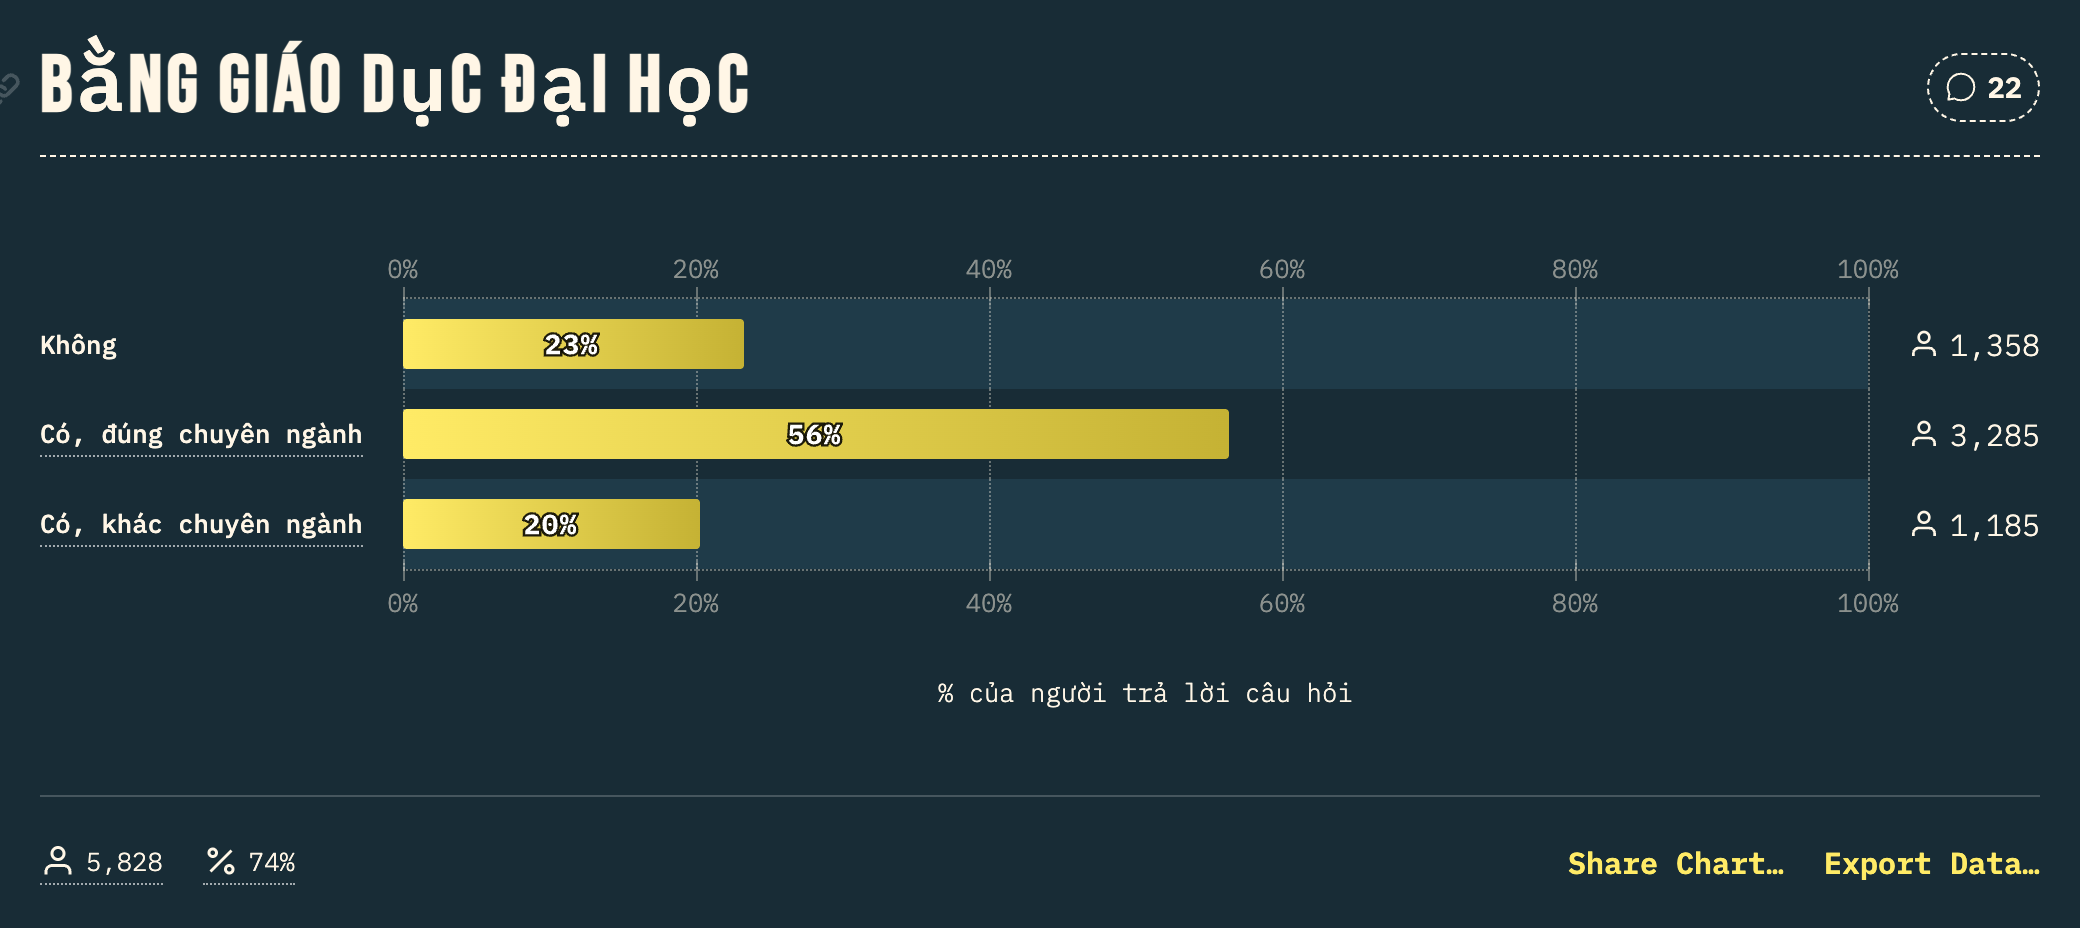 BằNG GIÁO DụC ĐạI HọC
22
0% 20% 40% 60% 80% 100%
Không 23% 1,358
Có, đúng chuyên ngành 56% 3,285
Có, khác chuyên ngành 20% 1,185
0% 20% 40% 60% 80% 100%
% của người trả lời câu hỏi
5,828 74% Share Chart… Export Data…